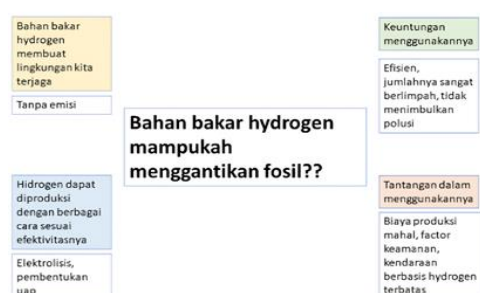 Bahan bakar
hydrogen
membuat
lingkungan kita
terjaga
Tanpa emisi
Keuntungan
menggunakannya
Efisien,
jumlahnya sangat
berlimpah, tidak
menimbulkan
polusi
Bahan bakar hydrogen
mampukah
menggantikan fosil??
Hidrogen dapat
diproduksi
dengan berbagai
cara sesuai
efektivitasnya
Elektrolisis,
pembentukan
uap
Tantangan dalam
menggunakannya
Biaya produksi
mahal, factor
keamanan,
kendaraan
berbasis hydrogen
terbatas